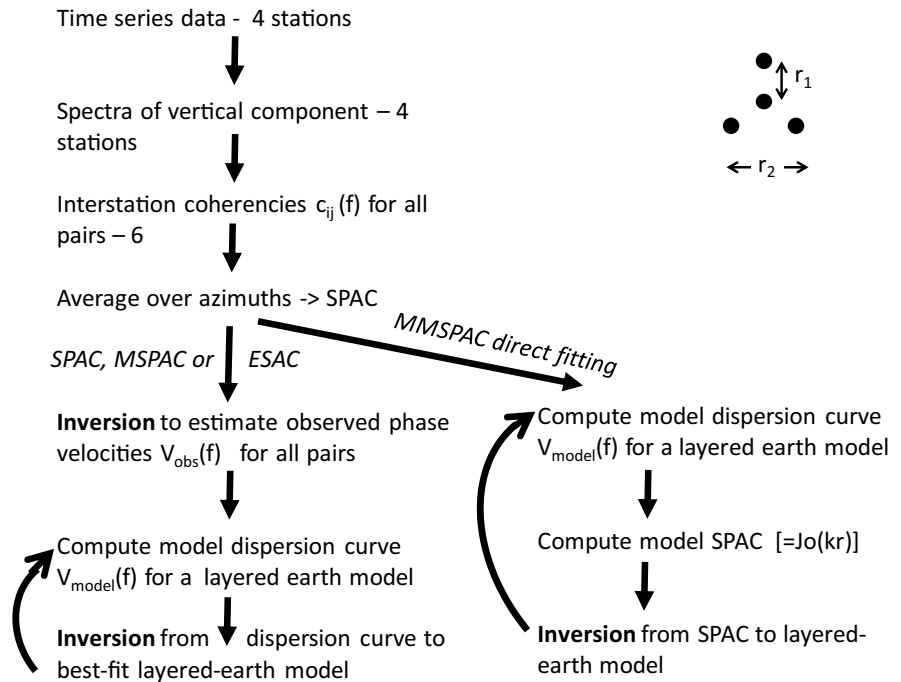 Time series data - 4 stations
Spectra of vertical component – 4
stations
Interstation coherencies cij (f) for all
pairs – 6
Average over azimuths -> SPAC
SPAC, MSPAC or ESAC
MMSPAC direct fitting
Inversion to estimate observed phase
velocities Vobs(f) for all pairs
Compute model dispersion curve
Vmodel(f) for a layered earth model
Inversion from dispersion curve to
best-fit layered-earth model
Compute model dispersion curve
Vmodel(f) for a layered earth model
Compute model SPAC [=Jo(kr)]
Inversion from SPAC to layered-
earth model
r1
r2